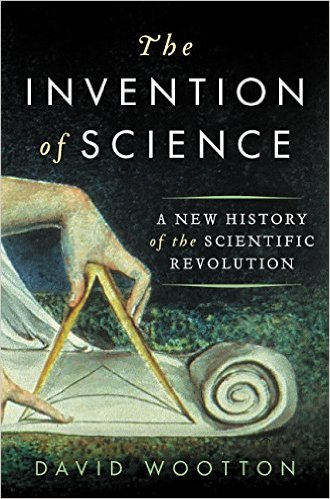 The
INVENTION
of SCIENCE
A NEW HISTORY
of the SCIENTIFIC
REVOLUTION
DAVID WOOTTON